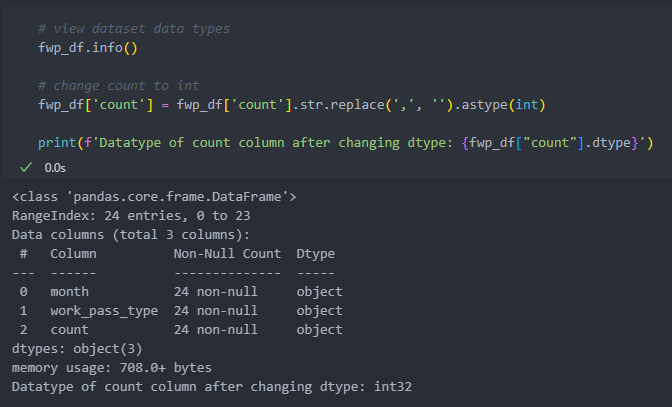 # view dataset data types
fwp_df.info()
# change count to int
fwp_df['count'] = fwp_df['count'].str.replace(',', '').astype(int)
print(f'Datatype of count column after changing dtype: {fwp_df["count"].dtype}')
0.0s
<class 'pandas.core.frame.DataFrame'>
RangeIndex: 24 entries, 0 to 23
Data columns (total 3 columns):
 #   Column          Non-Null Count  Dtype
---  ------          --------------  -----
 0   month           24 non-null     object
 1   work_pass_type  24 non-null     object
 2   count           24 non-null     object
dtypes: object(3)
memory usage: 708.0+ bytes
Datatype of count column after changing dtype: int32